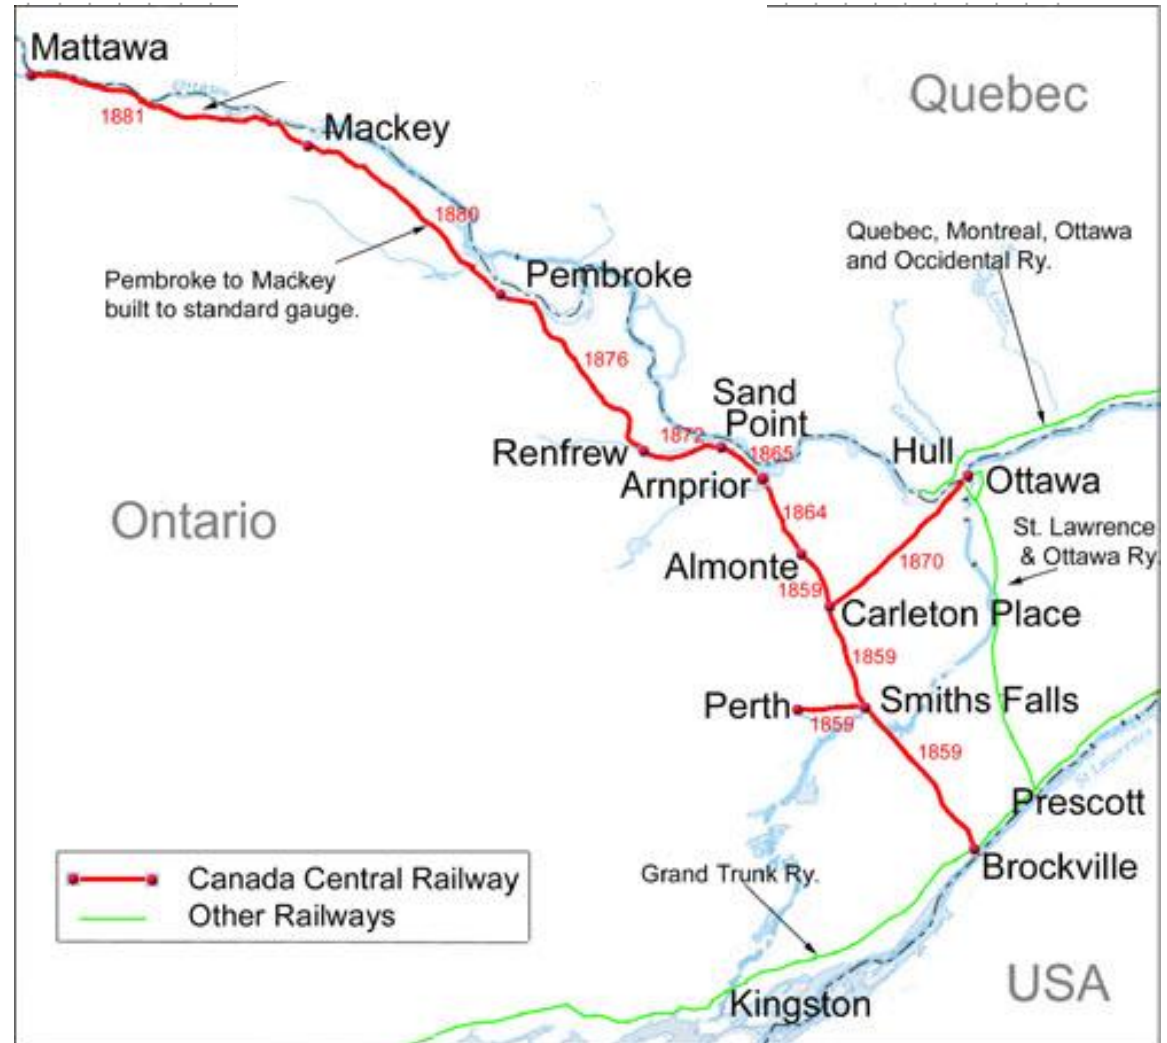 Mattawa
Quebec
Ottawa
1881
Mackey
1880
Quebec, Montreal, Ottawa
and Occidental Ry.
Pembroke
Pembroke to Mackey
built to standard gauge.
1876
Sand
Point
1872
1865
Renfrew
Hull
Arnprior
Ottawa
Ontario
1864
St. Lawrence
& Ottawa Ry.
Almonte
1870
1859
Carleton Place
1859
Perth
Smiths Falls
1859
1859
St Lawrence
Prescott
Brockville
Grand Trunk Ry.
Canada Central Railway
Other Railways
USA
Kingston